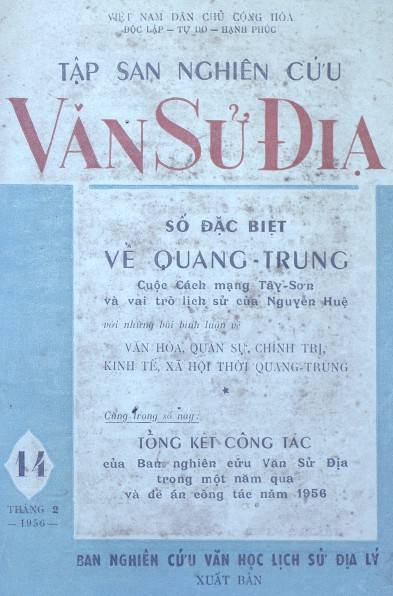 VIỆT NAM DÂN CHỦ CỘNG HÒA
ĐỘC LẬP — TỰ DO — HẠNH PHÚC
TẬP SAN NGHIÊN CỨU
VĂN SỬ ĐỊA
SỐ ĐẶC BIỆT
VỀ QUANG-TRUNG
Cuộc Cách mạng Tây-Sơn
và vai trò lịch sử của Nguyễn Huệ
với những bài bình luận về
VĂN HÓA, QUÂN SỰ, CHÍNH TRỊ,
KINH TẾ, XÃ HỘI THỜI QUANG-TRUNG
*
Cùng trong số này:
TỔNG KẾT CÔNG TÁC
của Ban nghiên cứu Văn Sử Địa
trong một năm qua
và đề án công tác năm 1956
14
THÁNG 2
— 1956 —
BAN NGHIÊN CỨU VĂN HỌC LỊCH SỬ ĐỊA LÝ
XUẤT BẢN